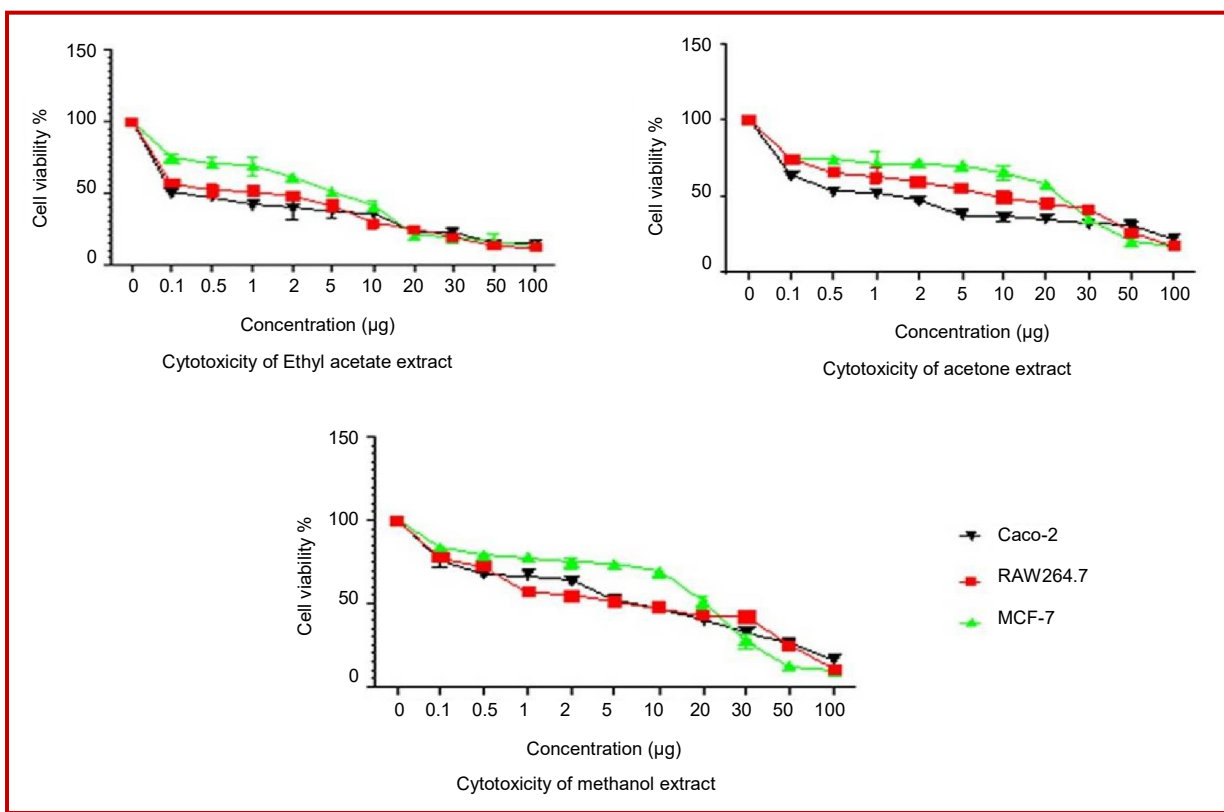 150
100
50
0
Cell viability %
0 0.1 0.5 1 2 5 10 20 30 50 100
Concentration (µg)
Cytotoxicity of Ethyl acetate extract
150
100
50
0
Cell viability %
0 0.1 0.5 1 2 5 10 20 30 50 100
Concentration (µg)
Cytotoxicity of acetone extract
150
100
50
0
Cell viability %
0 0.1 0.5 1 2 5 10 20 30 50 100
Concentration (µg)
Cytotoxicity of methanol extract
Caco-2
RAW264.7
MCF-7